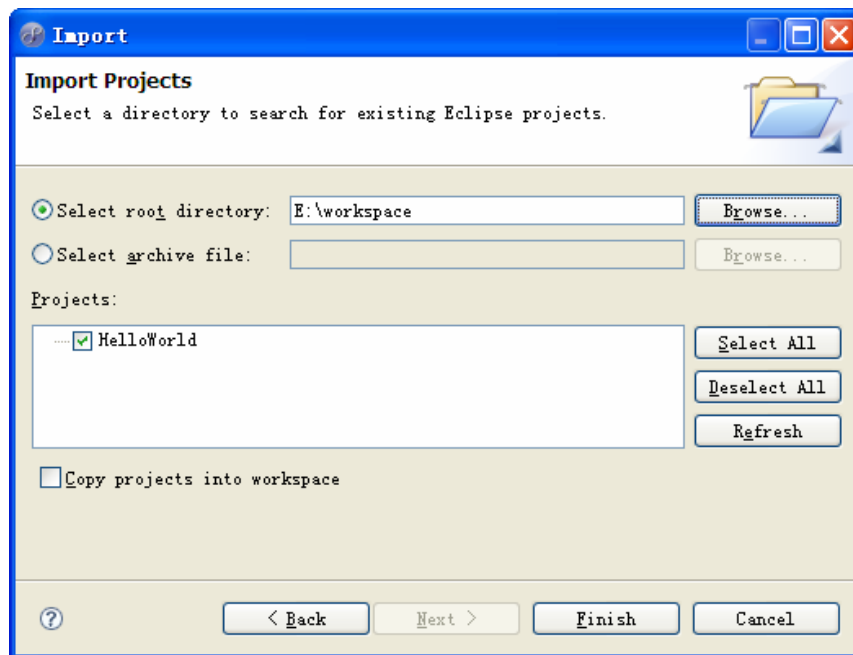 Import
Import Projects
Select a directory to search for existing Eclipse projects.
Select root directory: E:\workspace Browse...
Select archive file: Browse...
Projects:
HelloWorld
Select All
Deselect All
Refresh
Copy projects into workspace
? < Back Next > Finish Cancel